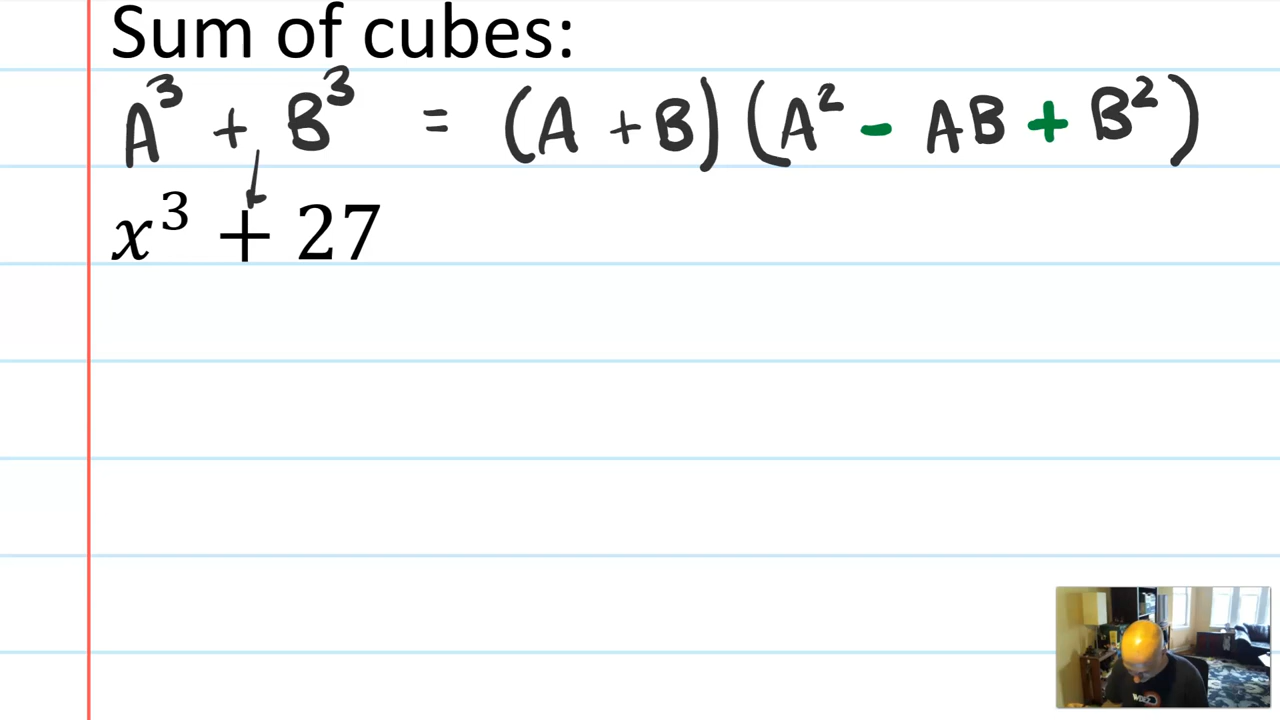 Sum of cubes:
A³ + B³ = (A + B) (A² - AB + B²)
x³ + 27